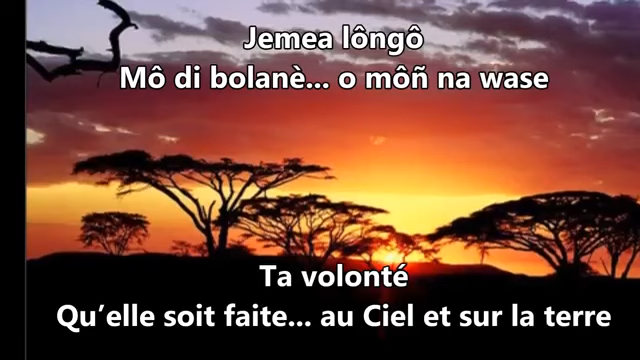 Jemea lôngô
Mô di bolanè... o môñ na wase
Ta volonté
Qu’elle soit faite... au Ciel et sur la terre